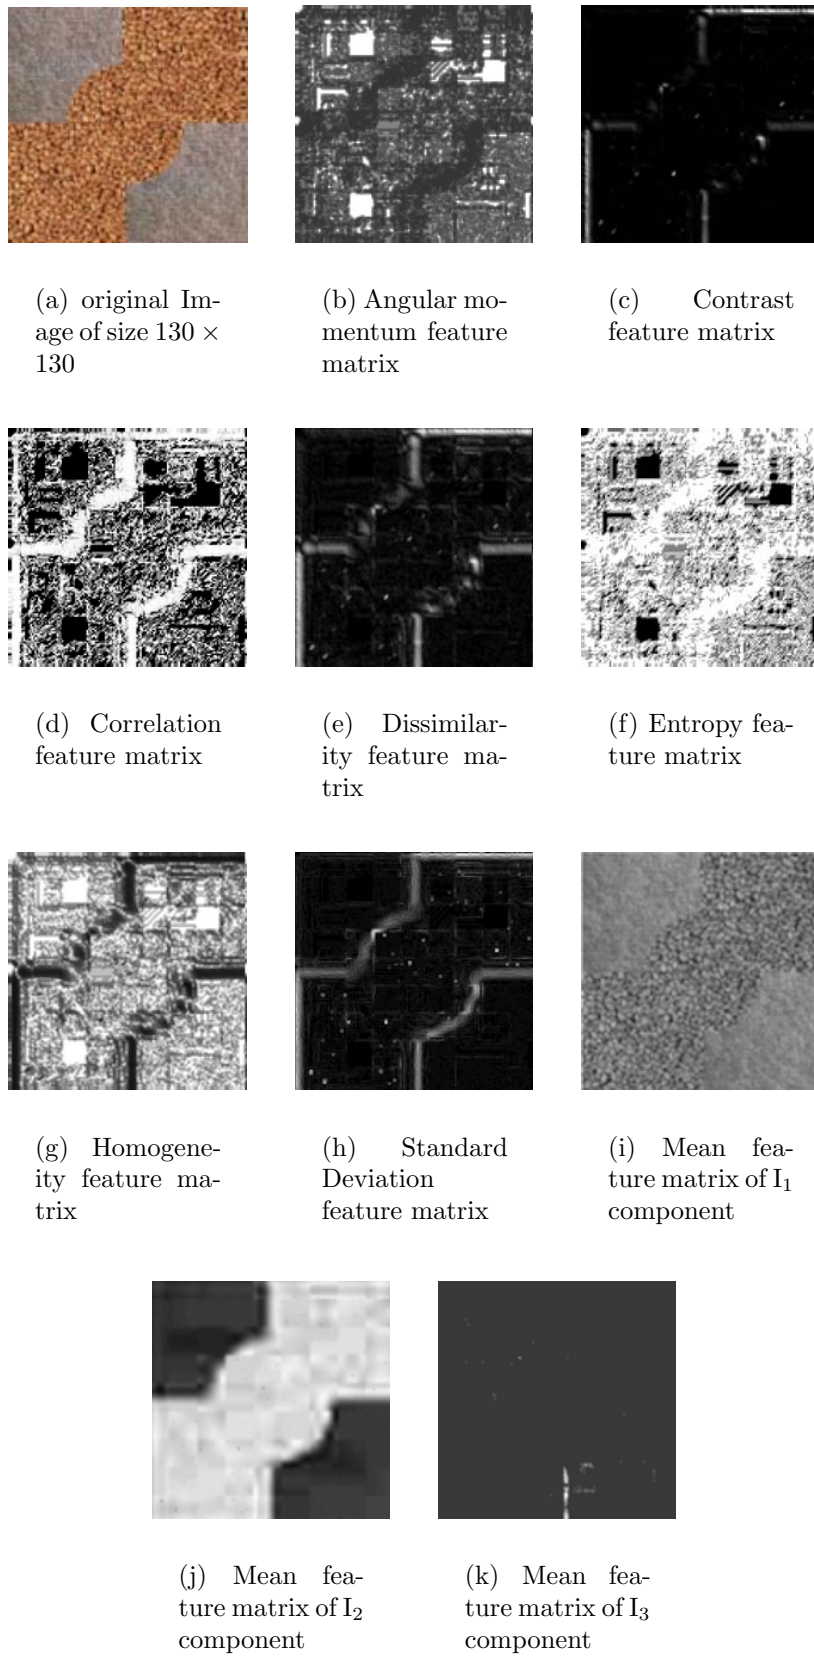 (a) original Im-
age of size 130 ×
130
(b) Angular mo-
mentum feature
matrix
(c) Contrast
feature matrix
(d) Correlation
feature matrix
(e) Dissimilar-
ity feature ma-
trix
(f) Entropy fea-
ture matrix
(g) Homogene-
ity feature ma-
trix
(h) Standard
Deviation
feature matrix
(i) Mean fea-
ture matrix of I₁
component
(j) Mean fea-
ture matrix of I₂
component
(k) Mean fea-
ture matrix of I₃
component